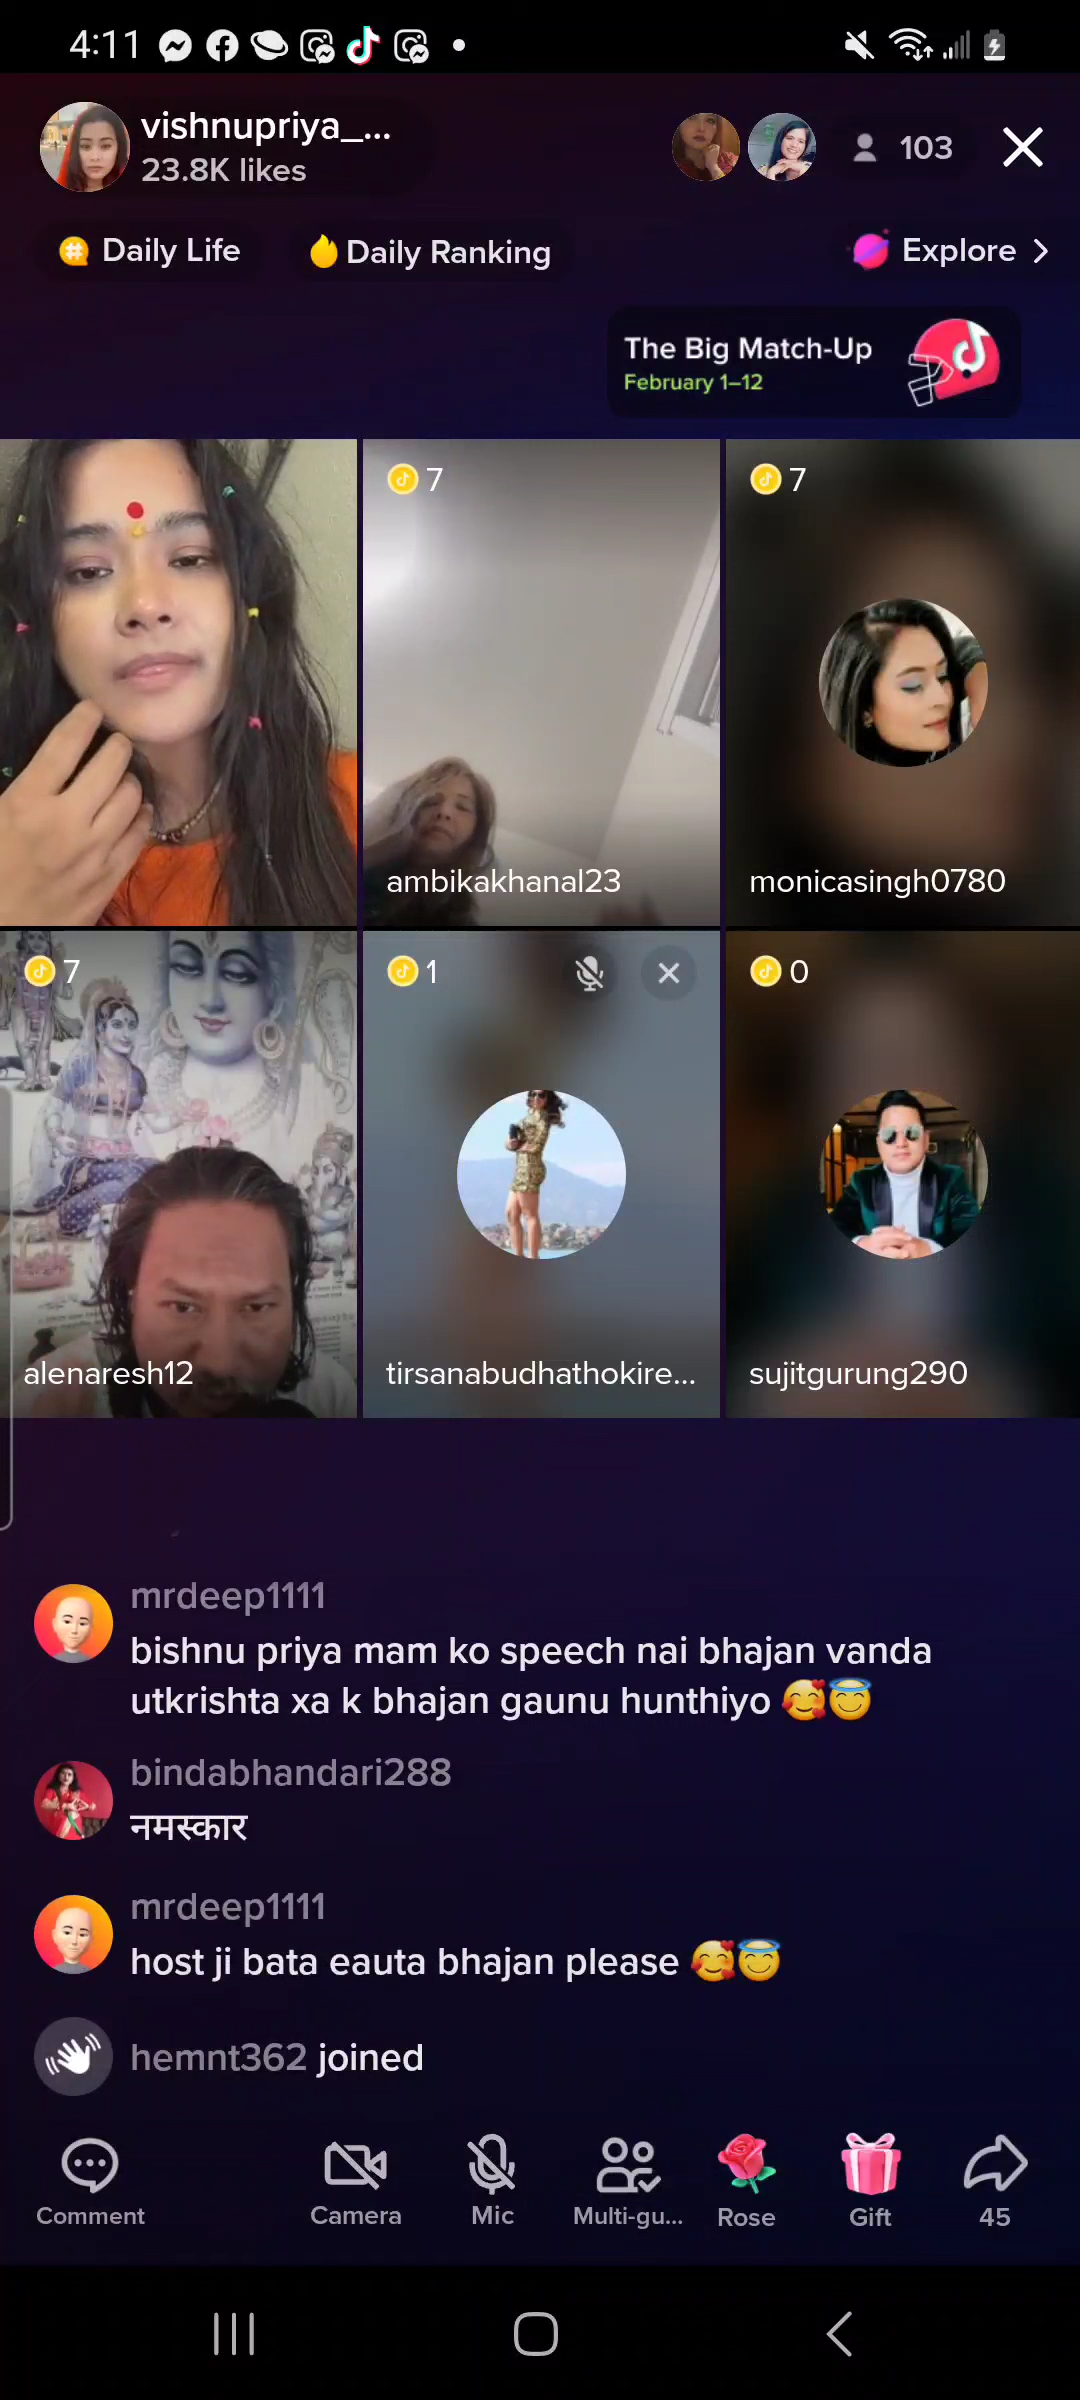 4:11
vishnupriya_...
23.8K likes
103
Daily Life
Daily Ranking
Explore >
The Big Match-Up
February 1–12
7
7
ambikakhanal23
monicasingh0780
7
1
0
alenaresh12
tirsanabudhathokire...
sujitgurung290
mrdeep1111
bishnu priya mam ko speech nai bhajan vanda
utkrishta xa k bhajan gaunu hunthiyo 🥰😇
bindabhandari288
नमस्कार
mrdeep1111
host ji bata eauta bhajan please 🥰😇
hemnt362 joined
Comment
Camera
Mic
Multi-gu...
Rose
Gift
45